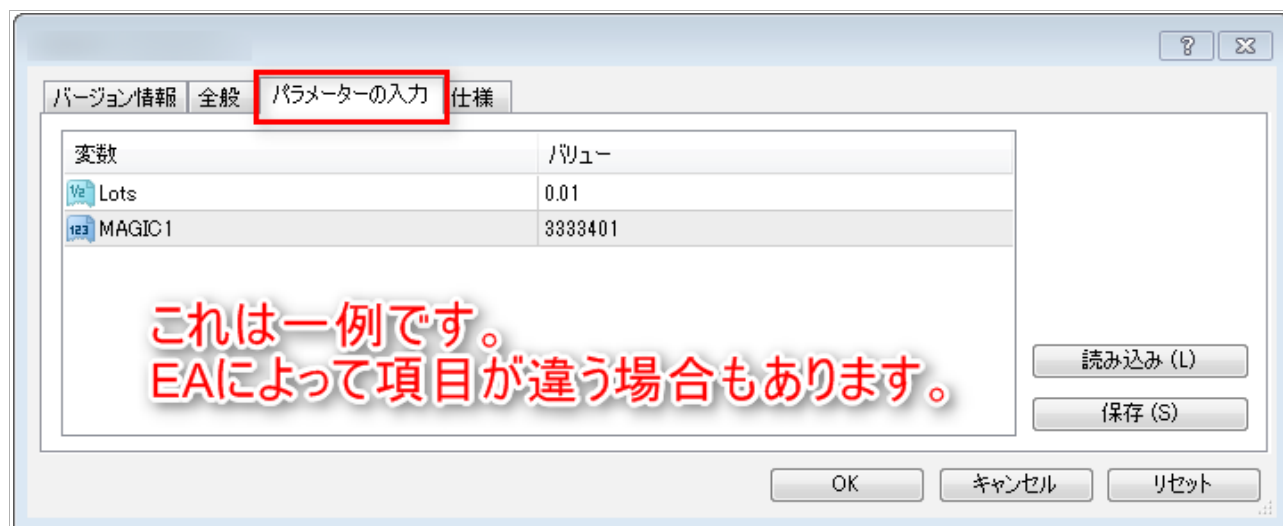 バージョン情報 全般 パラメーターの入力 仕様
変数 バリュー
Lots 0.01
MAGIC1 3333401
これは一例です。
EAによって項目が違う場合もあります。
読み込み (L)
保存 (S)
OK キャンセル リセット